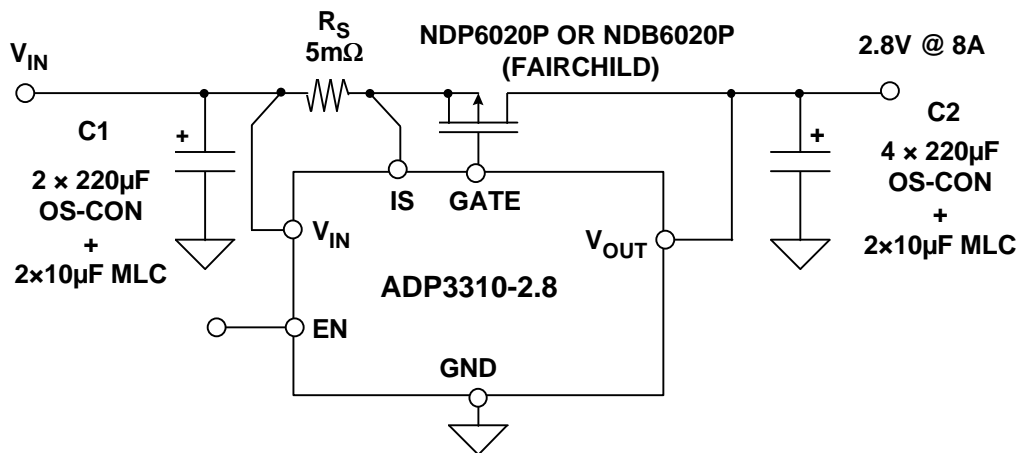 R_S
5mΩ
NDP6020P OR NDB6020P
(FAIRCHILD)
2.8V @ 8A
V_IN
C1
+
2 × 220µF
OS-CON
+
2×10µF MLC
IS
GATE
V_IN
V_OUT
ADP3310-2.8
EN
GND
+
C2
4 × 220µF
OS-CON
+
2×10µF MLC